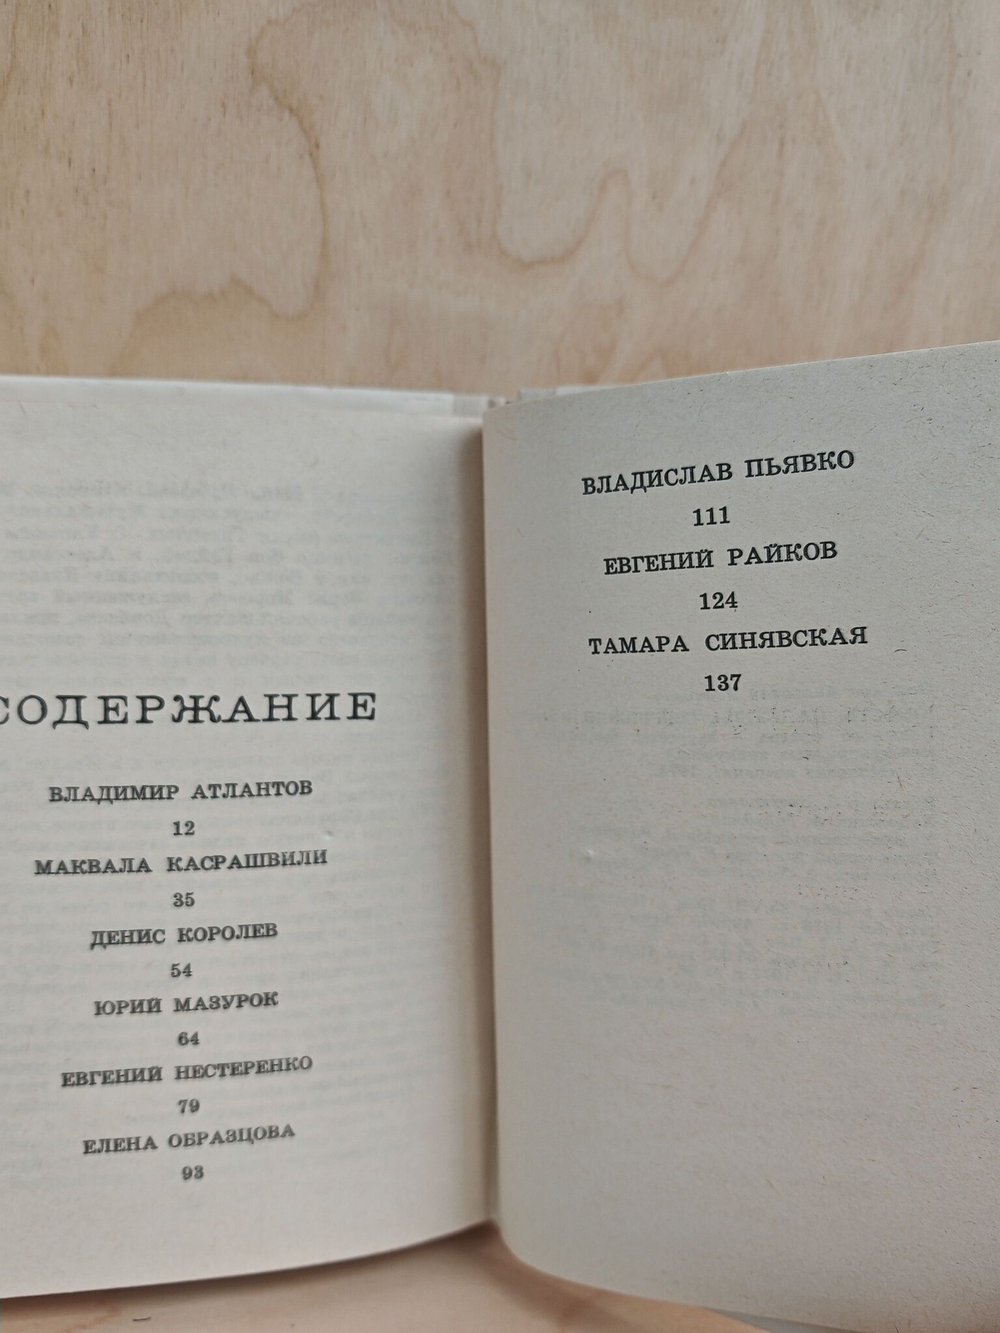 СОДЕРЖАНИЕ
ВЛАДИМИР АТЛАНТОВ
12
МАКВАЛА КАСРАШВИЛИ
35
ДЕНИС КОРОЛЕВ
54
ЮРИЙ МАЗУРОК
64
ЕВГЕНИЙ НЕСТЕРЕНКО
79
ЕЛЕНА ОБРАЗЦОВА
93
ВЛАДИСЛАВ ПЬЯВКО
111
ЕВГЕНИЙ РАЙКОВ
124
ТАМАРА СИНЯВСКАЯ
137